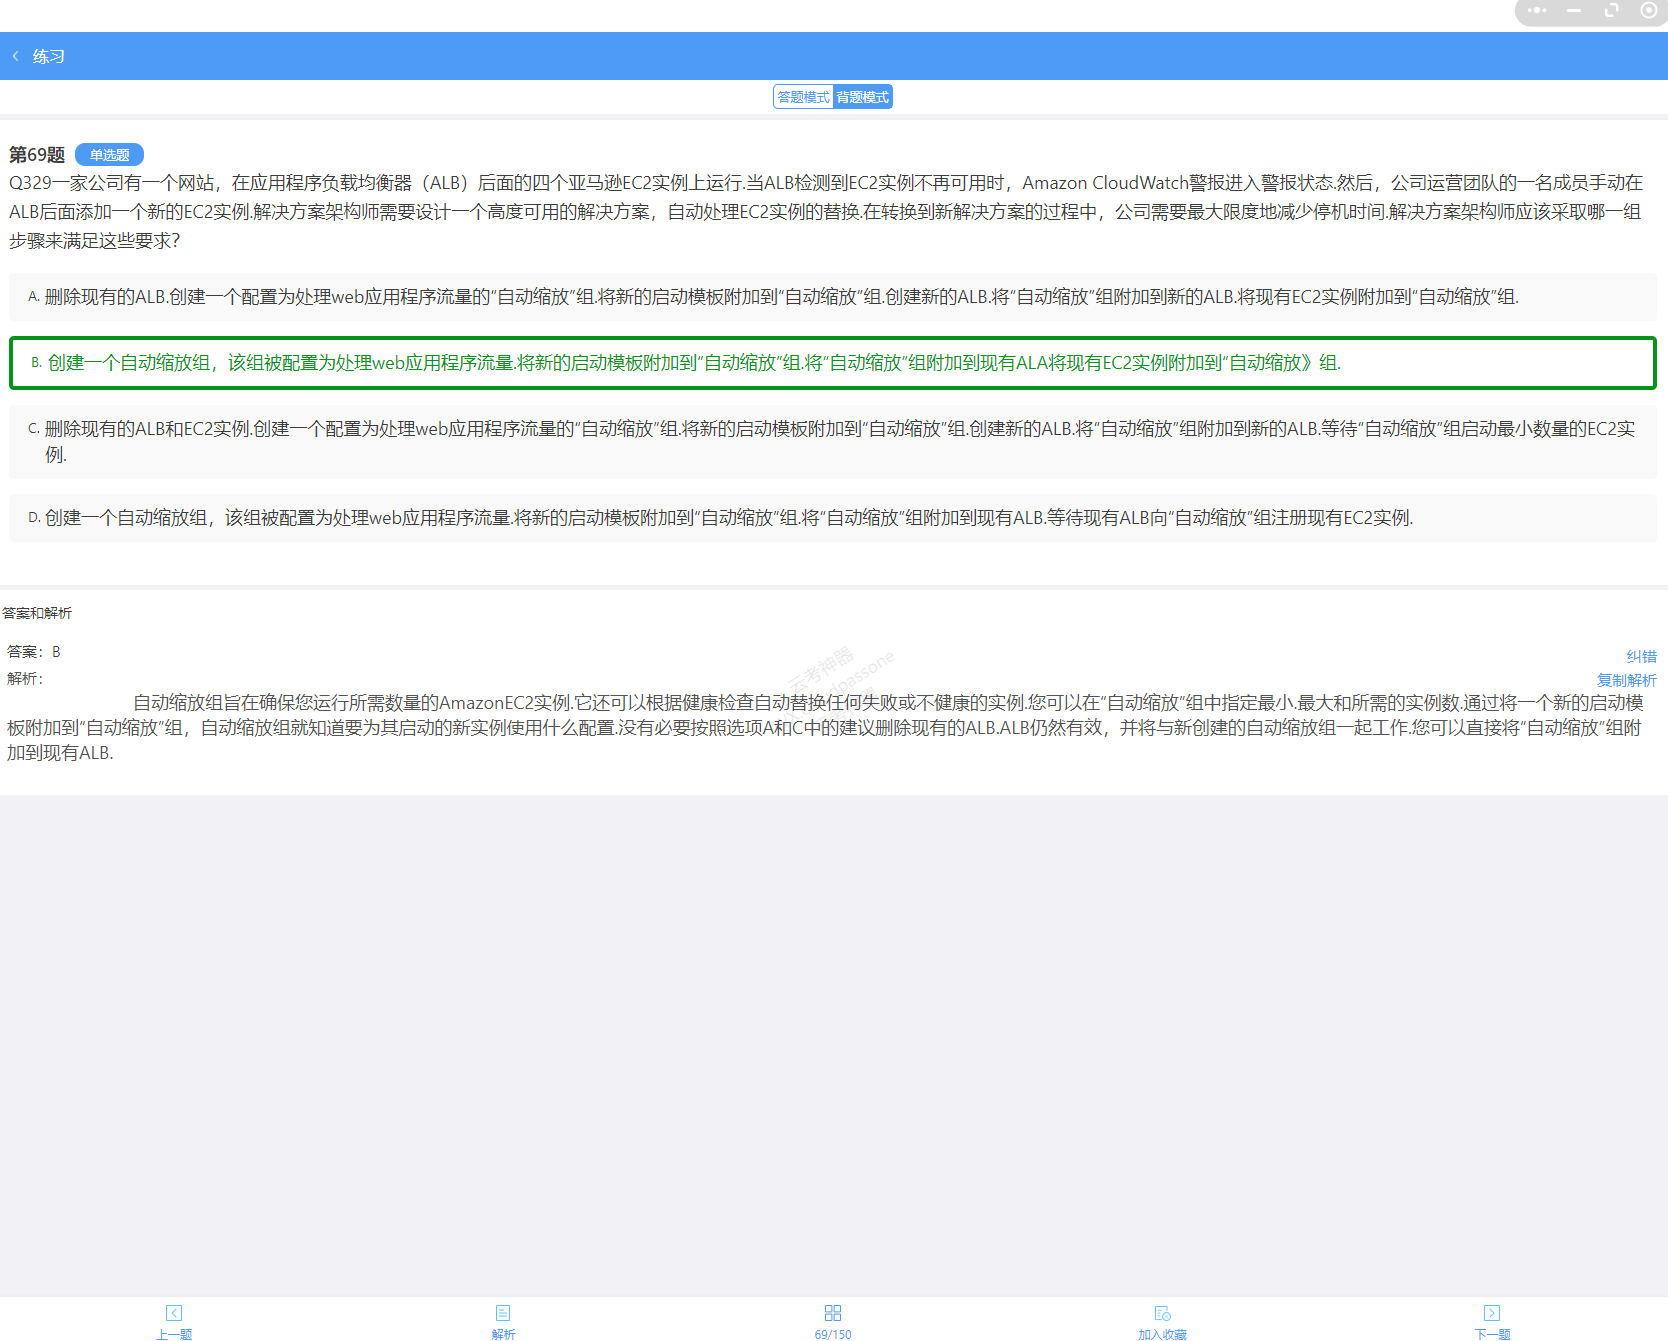 练习
答题模式 背题模式
第69题 单选题
Q329一家公司有一个网站，在应用程序负载均衡器（ALB）后面的四个亚马逊EC2实例上运行.当ALB检测到EC2实例不再可用时，Amazon CloudWatch警报进入警报状态.然后，公司运营团队的一名成员手动在
ALB后面添加一个新的EC2实例.解决方案架构师需要设计一个高度可用的解决方案，自动处理EC2实例的替换.在转换到新解决方案的过程中，公司需要最大限度地减少停机时间.解决方案架构师应该采取哪一组
步骤来满足这些要求？
A. 删除现有的ALB.创建一个配置为处理web应用程序流量的“自动缩放”组.将新的启动模板附加到“自动缩放”组.创建新的ALB.将“自动缩放”组附加到新的ALB.将现有EC2实例附加到“自动缩放”组.
B. 创建一个自动缩放组，该组被配置为处理web应用程序流量.将新的启动模板附加到“自动缩放”组.将“自动缩放”组附加到现有ALA将现有EC2实例附加到“自动缩放》组.
C. 删除现有的ALB和EC2实例.创建一个配置为处理web应用程序流量的“自动缩放”组.将新的启动模板附加到“自动缩放”组.创建新的ALB.将“自动缩放”组附加到新的ALB.等待“自动缩放”组启动最小数量的EC2实
例.
D. 创建一个自动缩放组，该组被配置为处理web应用程序流量.将新的启动模板附加到“自动缩放”组.将“自动缩放”组附加到现有ALB.等待现有ALB向“自动缩放”组注册现有EC2实例.
答案和解析
答案：B
纠错
解析：
复制解析
云考神器
自动缩放组旨在确保您运行所需数量的AmazonEC2实例.它还可以根据健康检查自动替换任何失败或不健康的实例.您可以在“自动缩放”组中指定最小.最大和所需的实例数.通过将一个新的启动模
板附加到“自动缩放”组，自动缩放组就知道要为其启动的新实例使用什么配置.没有必要按照选项A和C中的建议删除现有的ALB.ALB仍然有效，并将与新创建的自动缩放组一起工作.您可以直接将“自动缩放”组附
加到现有ALB.
上一题 解析 69/150 加入收藏 下一题